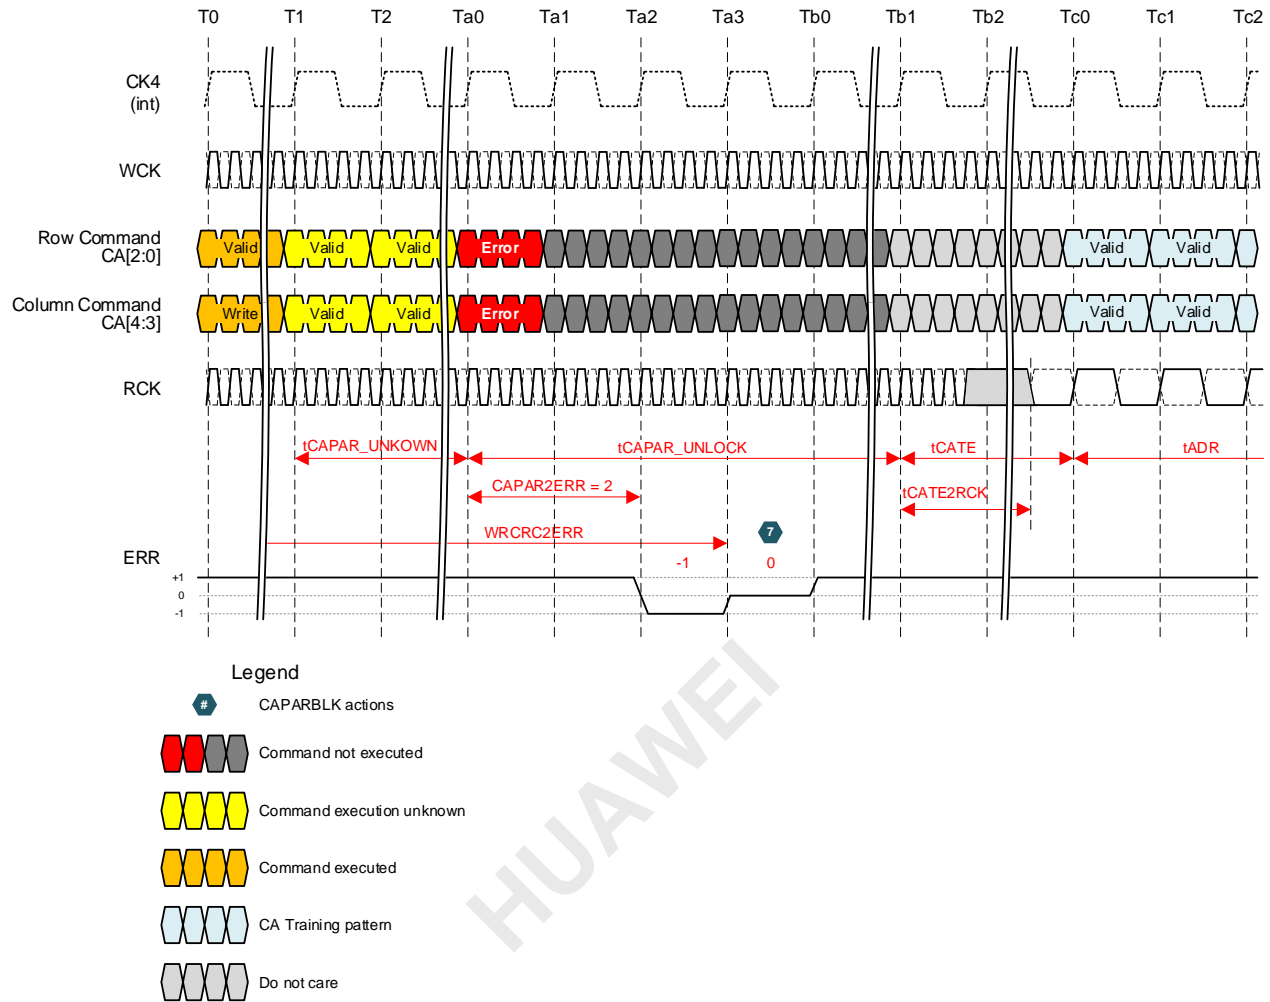 T0 T1 T2 Ta0 Ta1 Ta2 Ta3 Tb0 Tb1 Tb2 Tc0 Tc1 Tc2
CK4
(int)
WCK
Row Command
CA[2:0]
Valid Valid Valid Error Valid Valid
Column Command
CA[4:3]
Write Valid Valid Error Valid Valid
RCK
tCAPAR_UNKOWN tCAPAR_UNLOCK tCATE tADR
CAPAR2ERR = 2 tCATE2RCK
WRCRC2ERR 7
ERR
-1 0
+1
0
-1
Legend
# CAPARBLK actions
Command not executed
Command execution unknown
Command executed
CA Training pattern
Do not care
HUAWEI